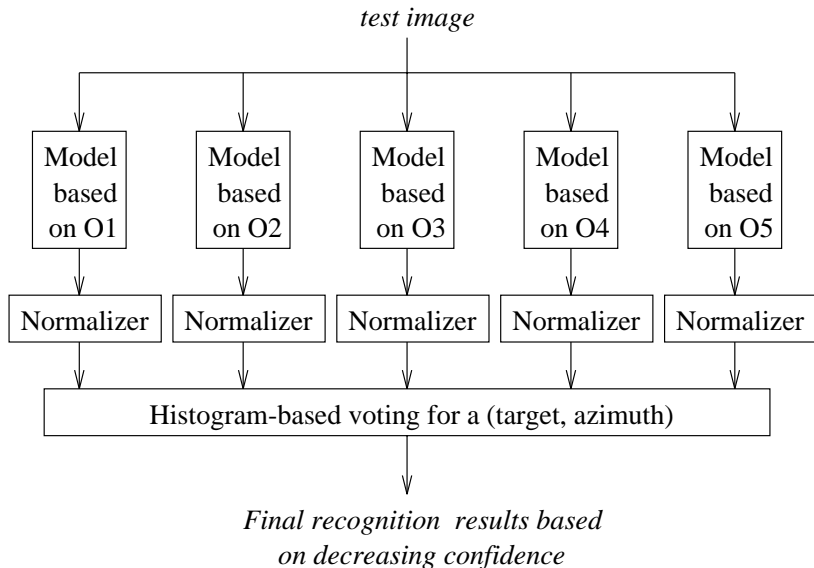 test image
Model based on O1
Model based on O2
Model based on O3
Model based on O4
Model based on O5
Normalizer
Normalizer
Normalizer
Normalizer
Normalizer
Histogram-based voting for a (target, azimuth)
Final recognition results based
on decreasing confidence